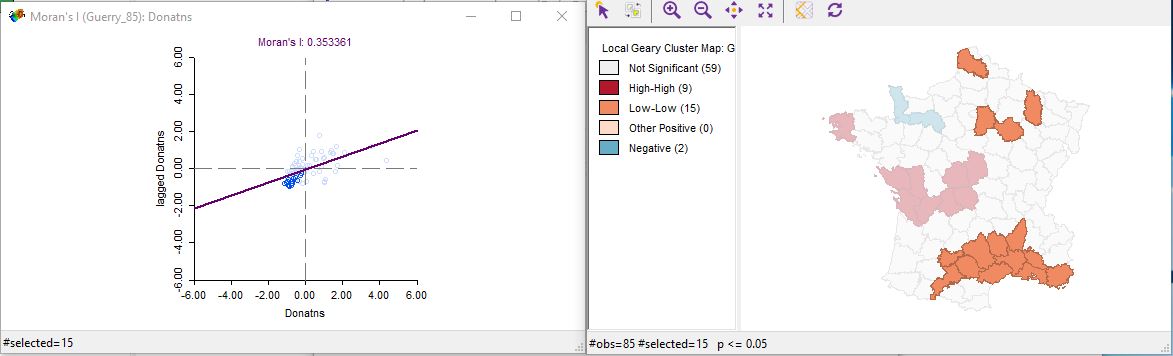 Moran's I (Guerry_85): Donatns
Moran's I: 0.353361
6.00
4.00
2.00
0.00
-2.00
-4.00
-6.00
lagged Donatns
-6.00 -4.00 -2.00 0.00 2.00 4.00 6.00
Donatns
#selected=15
Local Geary Cluster Map: G
Not Significant (59)
High-High (9)
Low-Low (15)
Other Positive (0)
Negative (2)
#obs=85 #selected=15 p <= 0.05